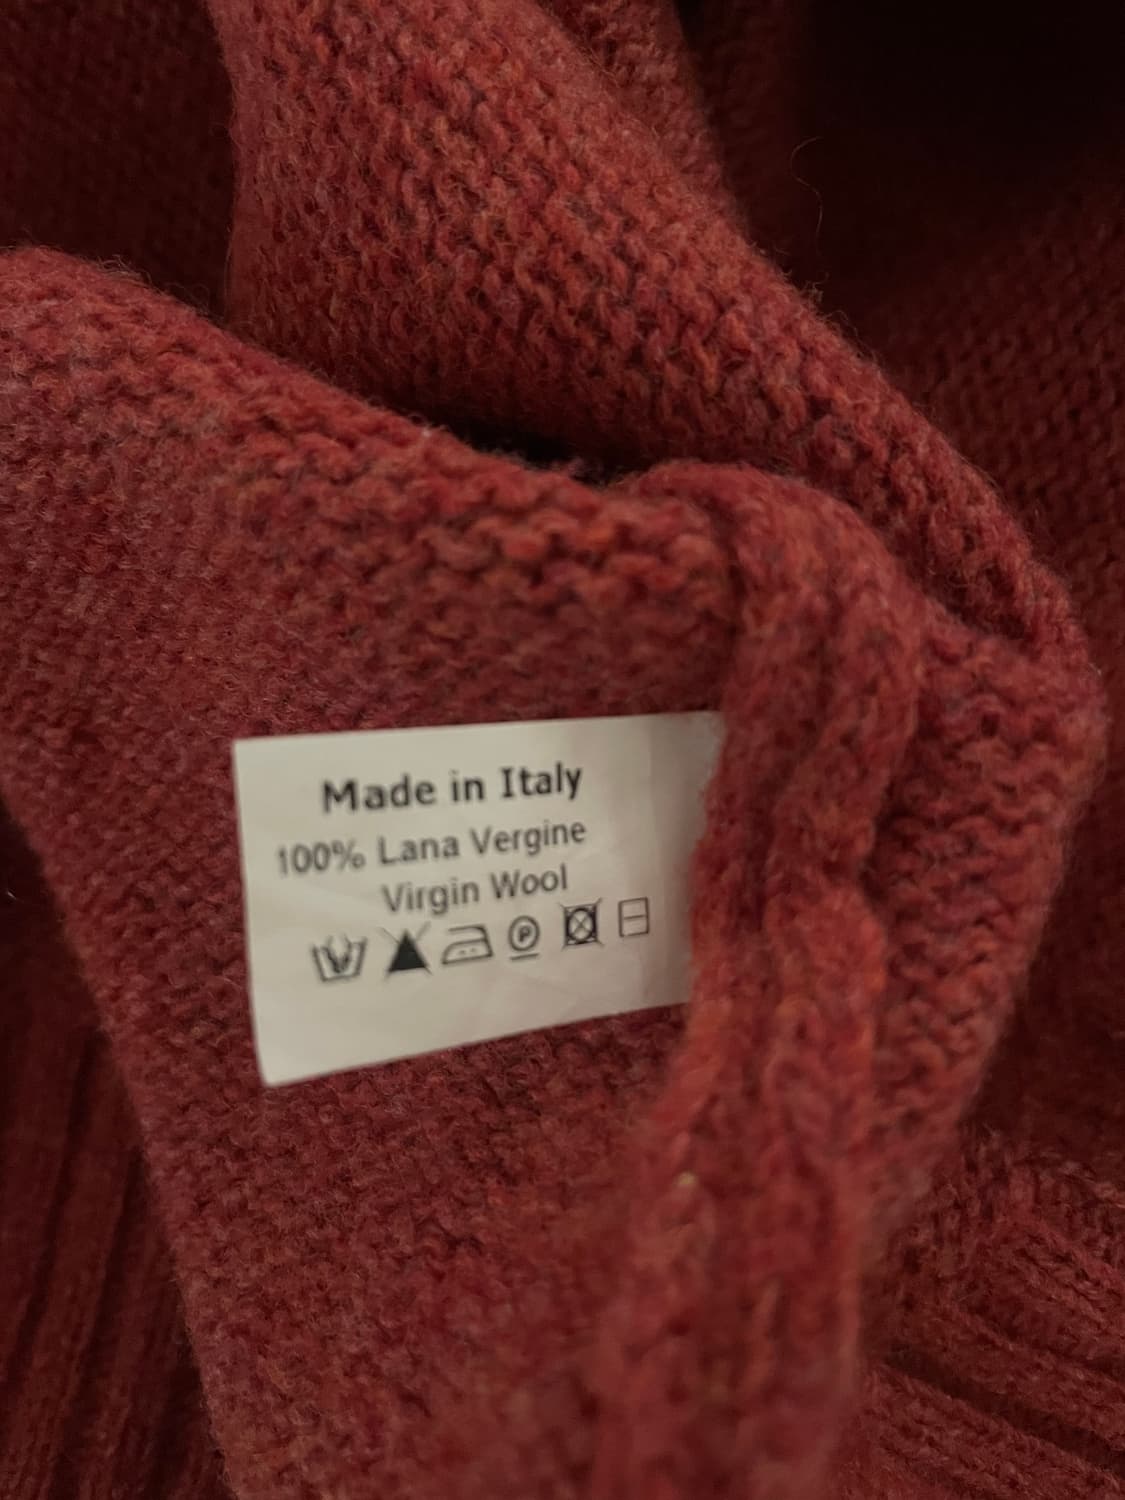 Made in Italy
100% Lana Vergine
Virgin Wool
P